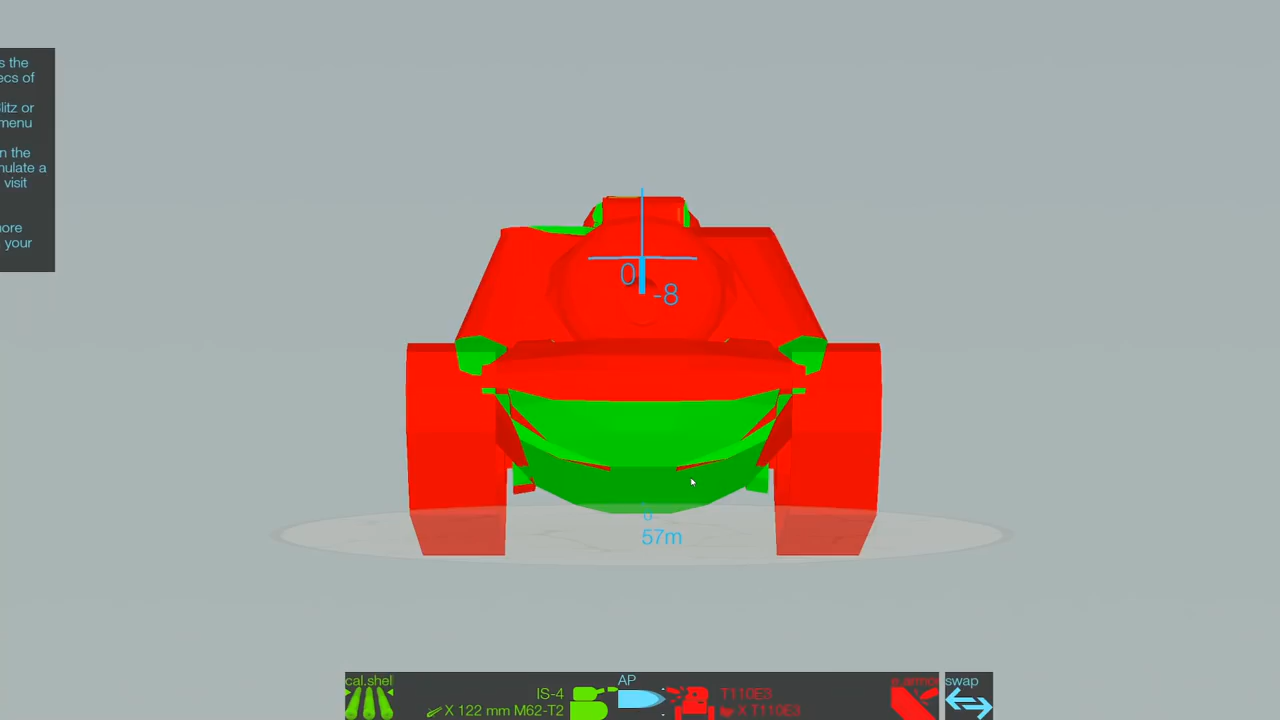 s the
ecs of
litz or
menu
n the
nulate a
visit
nore
your
0
-8
57m
cal.shel
IS-4
X 122 mm M62-T2
AP
T110E3
X T110E3
swap